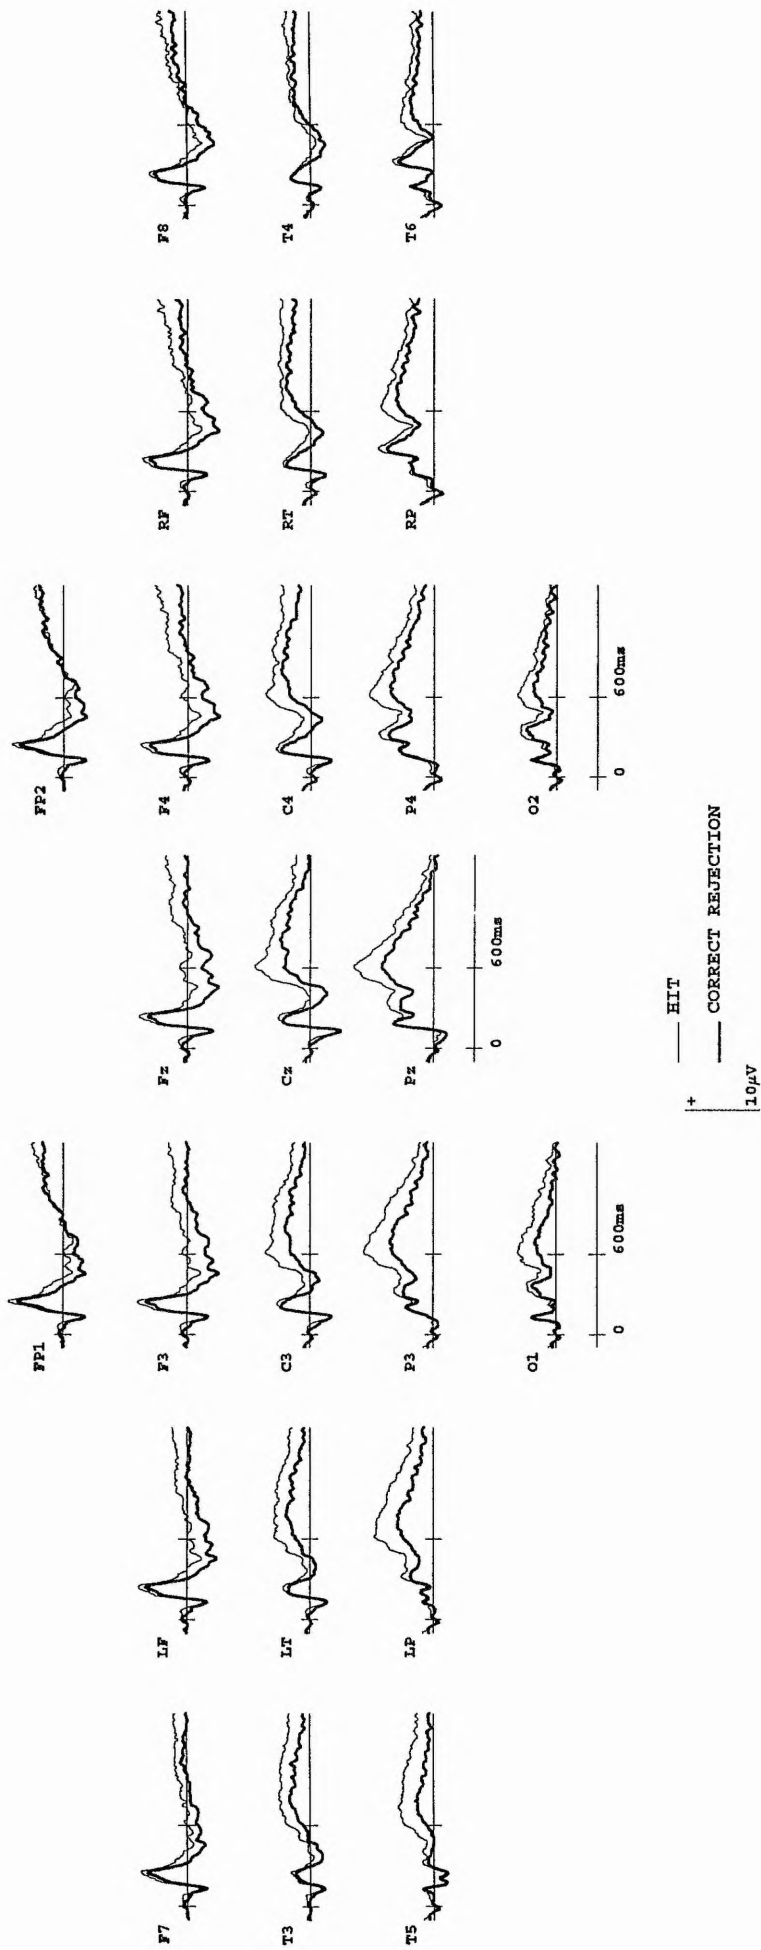 FP1
FP2
F7
LF
F3
Fz
F4
RF
F8
T3
LT
C3
Cz
C4
RT
T4
T5
LP
P3
Pz
P4
RP
T6
0 600ms
O1
O2
0 600ms
0 600ms
HIT
+
CORRECT REJECTION
10µV